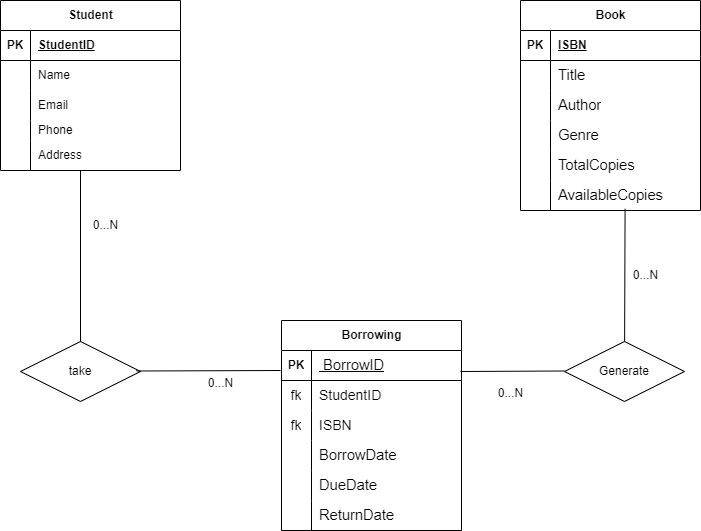 Student
PK StudentID
Name
Email
Phone
Address
0...N
take
0...N
Book
PK ISBN
Title
Author
Genre
TotalCopies
AvailableCopies
0...N
Generate
0...N
Borrowing
PK BorrowID
fk StudentID
fk ISBN
BorrowDate
DueDate
ReturnDate